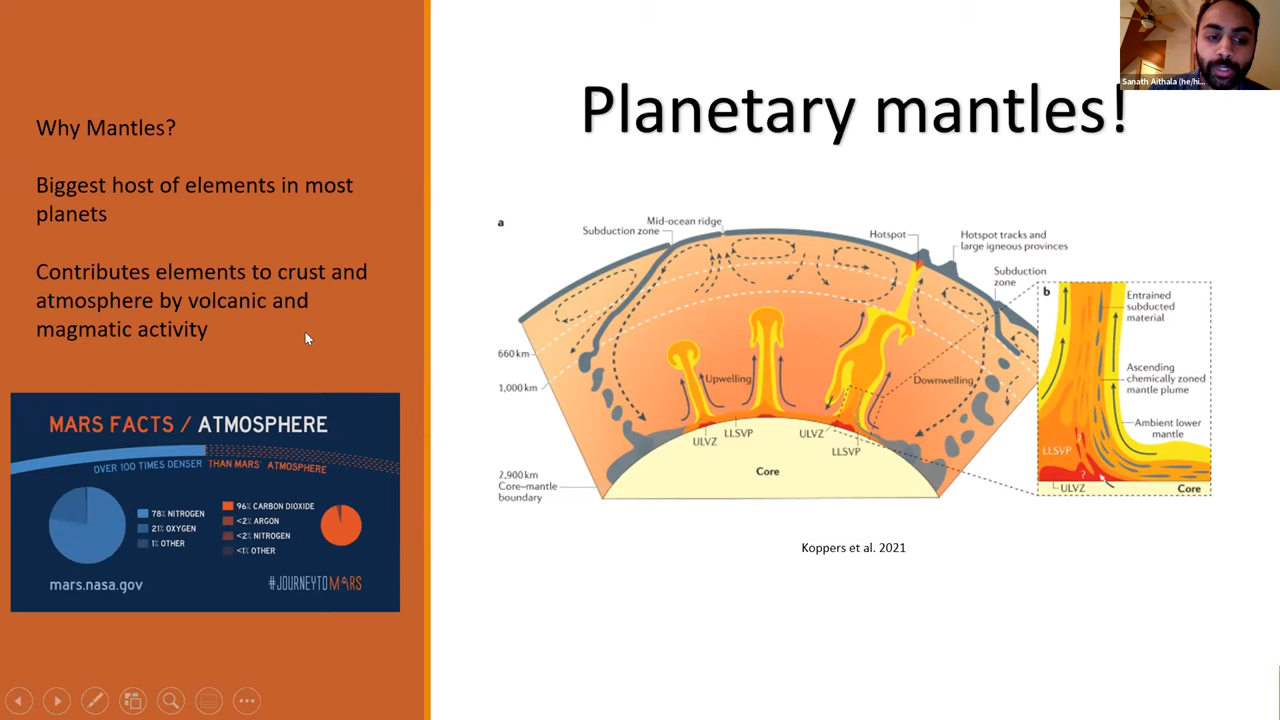 Sanath Aithala (he/hi...
Planetary mantles!
Why Mantles?
Biggest host of elements in most
planets
Contributes elements to crust and
atmosphere by volcanic and
magmatic activity
MARS FACTS / ATMOSPHERE
OVER 100 TIMES DENSER THAN MARS' ATMOSPHERE
78% NITROGEN
21% OXYGEN
1% OTHER
96% CARBON DIOXIDE
<2% ARGON
<2% NITROGEN
<1% OTHER
mars.nasa.gov
#JOURNEYTOMARS
a
Subduction zone
Mid-ocean ridge
Hotspot
Hotspot tracks and
large igneous provinces
Subduction
zone
660 km
1,000 km
2,900 km
Core–mantle
boundary
Upwelling
Downwelling
ULVZ
LLSVP
ULVZ
LLSVP
Core
b
Entrained
subducted
material
Ascending
chemically zoned
mantle plume
Ambient lower
mantle
LLSVP
?
ULVZ
Core
Koppers et al. 2021